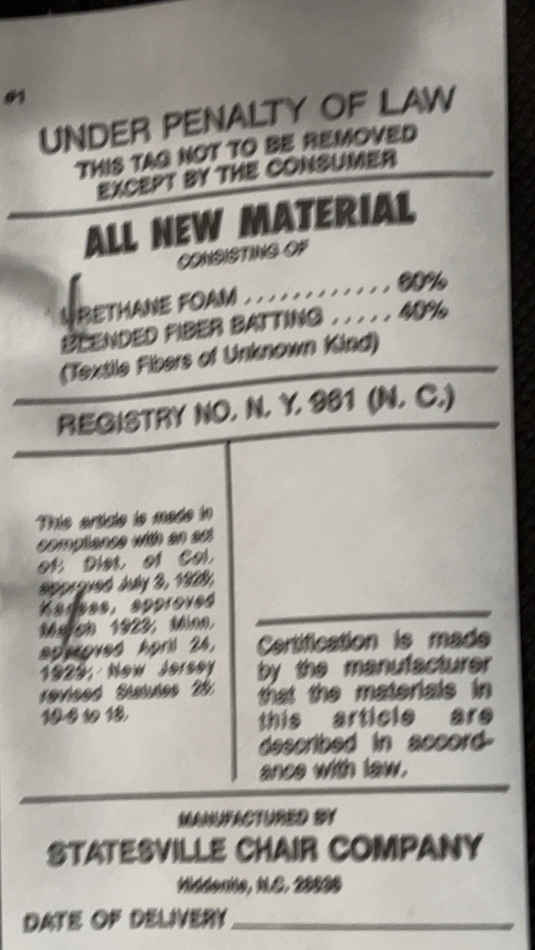 #1
UNDER PENALTY OF LAW
THIS TAG NOT TO BE REMOVED
EXCEPT BY THE CONSUMER
ALL NEW MATERIAL
CONSISTING OF
URETHANE FOAM ............ 60%
BLENDED FIBER BATTING ..... 40%
(Textile Fibers of Unknown Kind)
REGISTRY NO. N. Y. 961 (N. C.)
This article is made in
compliance with an act
of; Dist. of Col.
approved July 3, 1926;
Kansas, approved
March 1923; Minn.
approved April 24,
1929; New Jersey
revised Statutes 26:
10-6 to 18.
Certification is made
by the manufacturer
that the materials in
this article are
described in accord-
ance with law.
MANUFACTURED BY
STATESVILLE CHAIR COMPANY
Hiddenite, N.C. 28636
DATE OF DELIVERY